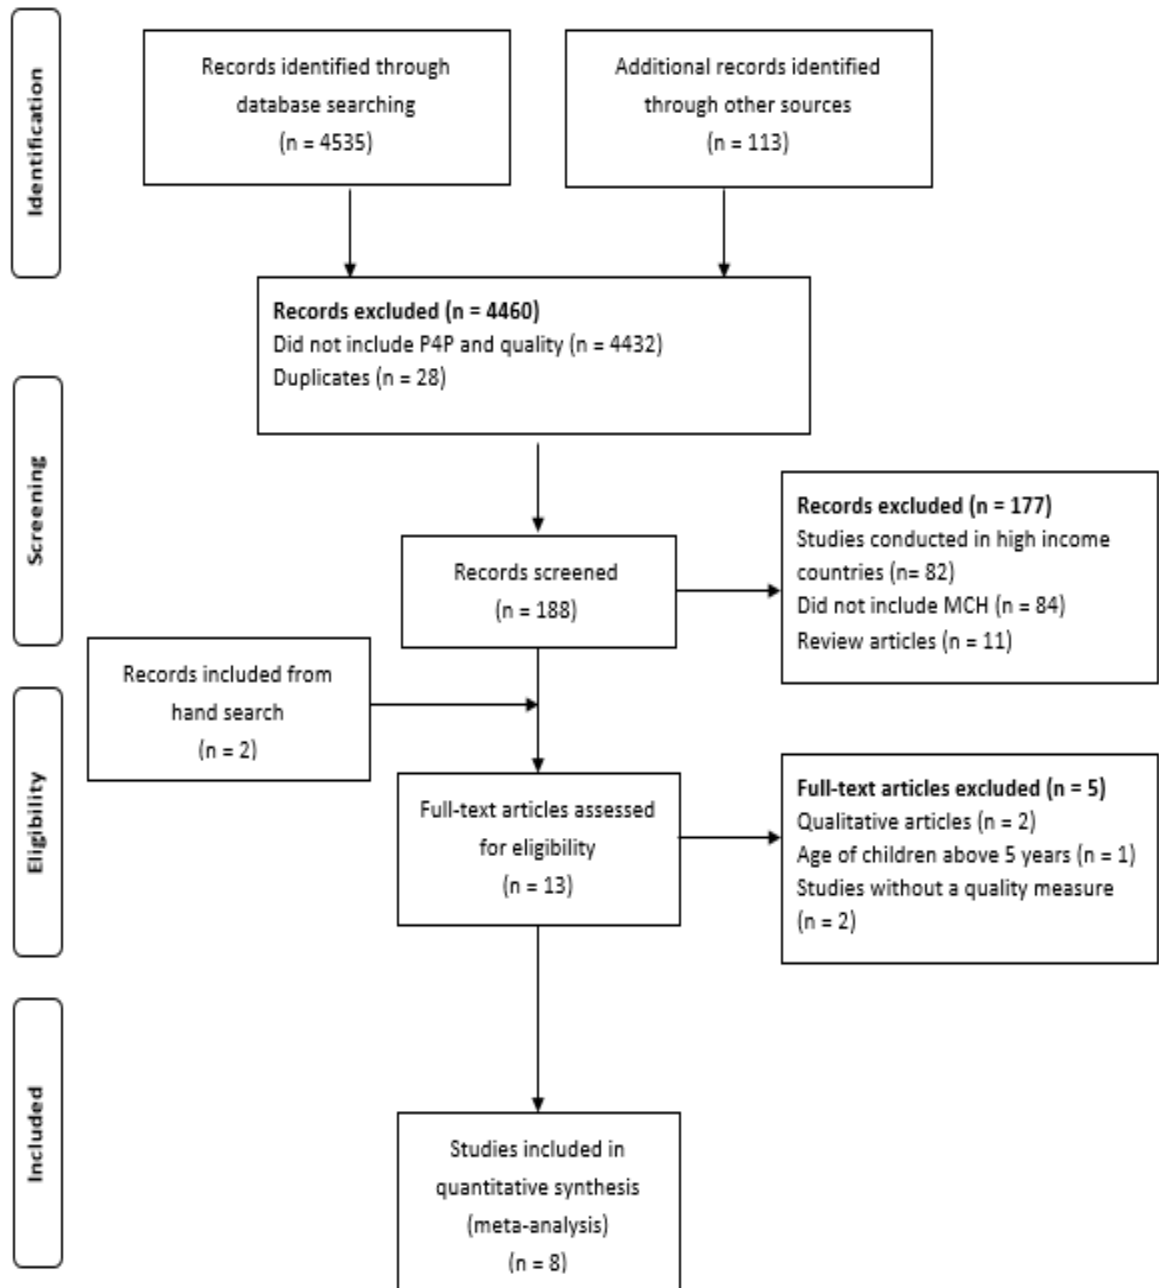 Identification
Records identified through
database searching
(n = 4535)
Additional records identified
through other sources
(n = 113)
Records excluded (n = 4460)
Did not include P4P and quality (n = 4432)
Duplicates (n = 28)
Screening
Records screened
(n = 188)
Records excluded (n = 177)
Studies conducted in high income
countries (n= 82)
Did not include MCH (n = 84)
Review articles (n = 11)
Records included from
hand search
(n = 2)
Eligibility
Full-text articles assessed
for eligibility
(n = 13)
Full-text articles excluded (n = 5)
Qualitative articles (n = 2)
Age of children above 5 years (n = 1)
Studies without a quality measure
(n = 2)
Included
Studies included in
quantitative synthesis
(meta-analysis)
(n = 8)